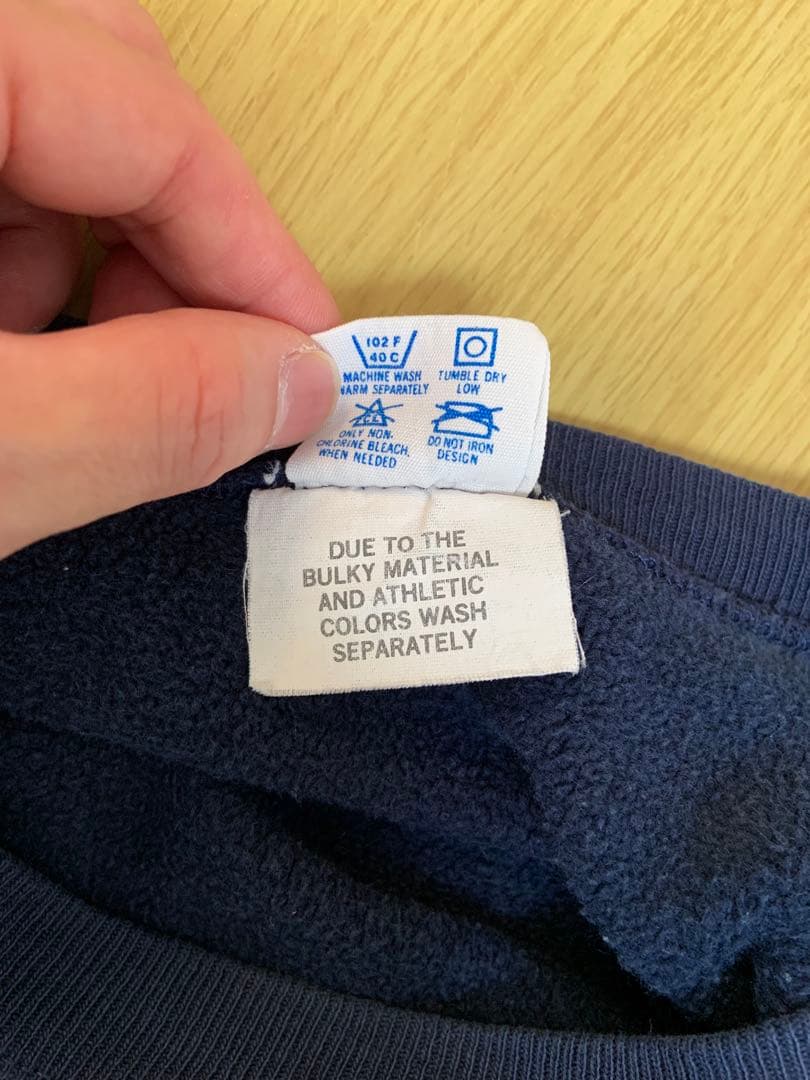 102 F
40 C
MACHINE WASH
WARM SEPARATELY
TUMBLE DRY
LOW
CL
ONLY NON-
CHLORINE BLEACH,
WHEN NEEDED
DO NOT IRON
DESIGN
DUE TO THE
BULKY MATERIAL
AND ATHLETIC
COLORS WASH
SEPARATELY